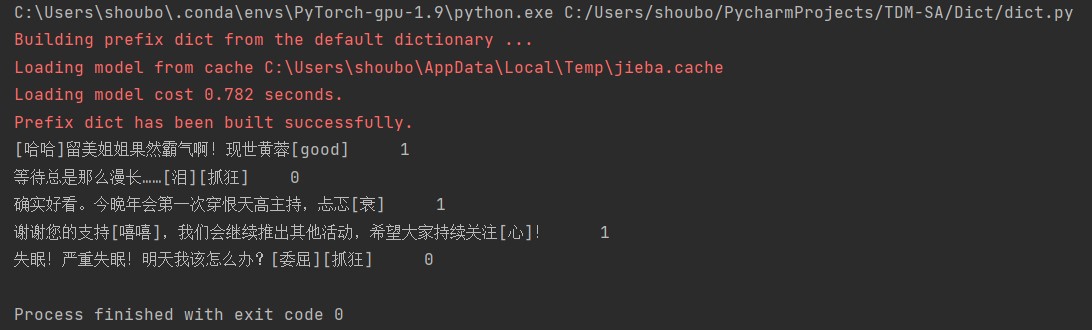 C:\Users\shoubo\.conda\envs\PyTorch-gpu-1.9\python.exe C:/Users/shoubo/PycharmProjects/TDM-SA/Dict/dict.py
Building prefix dict from the default dictionary ...
Loading model from cache C:\Users\shoubo\AppData\Local\Temp\jieba.cache
Loading model cost 0.782 seconds.
Prefix dict has been built successfully.
[哈哈]留美姐姐果然霸气啊！现世黄蓉[good] 1
等待总是那么漫长……[泪][抓狂] 0
确实好看。今晚年会第一次穿恨天高主持，忐忑[衰] 1
谢谢您的支持[嘻嘻]，我们会继续推出其他活动，希望大家持续关注[心]！ 1
失眠！严重失眠！明天我该怎么办？[委屈][抓狂] 0
Process finished with exit code 0